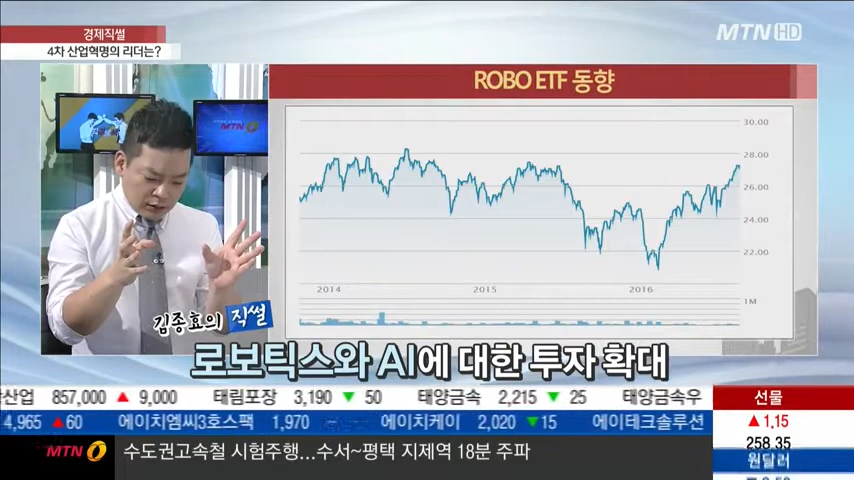 경제직썰
4차 산업혁명의 리더는?
MTN HD
MTN
ROBO ETF 동향
30.00
28.00
26.00
24.00
22.00
2014 2015 2016
1M
김종효의 직썰
로보틱스와 AI에 대한 투자 확대
산업 857,000 ▲ 9,000 태림포장 3,190 ▼ 50 태양금속 2,215 ▼ 25 태양금속우
4,965 ▲60 에이치엠씨3호스팩 1,970 에이치케이 2,020 ▼15 에이테크솔루션
선물
▲1.15
258.35
원달러
MTN 수도권고속철 시험주행...수서~평택 지제역 18분 주파